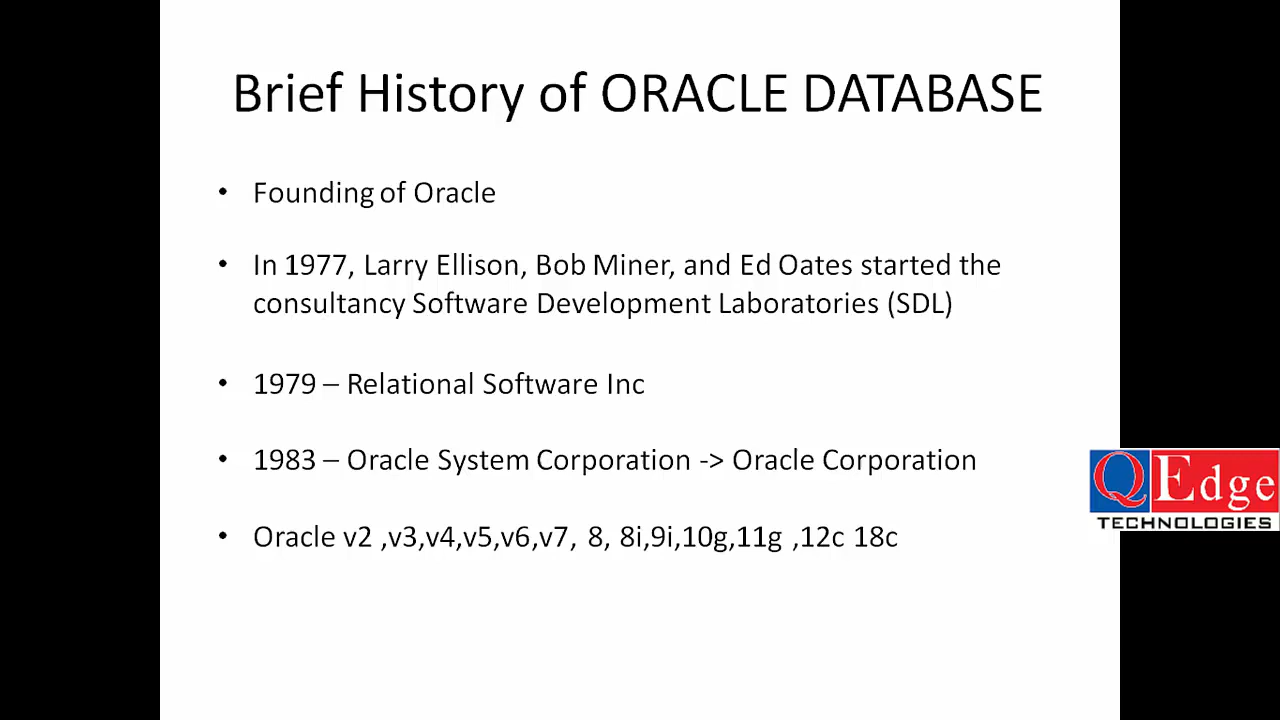 Brief History of ORACLE DATABASE
• Founding of Oracle
• In 1977, Larry Ellison, Bob Miner, and Ed Oates started the
consultancy Software Development Laboratories (SDL)
• 1979 – Relational Software Inc
• 1983 – Oracle System Corporation -> Oracle Corporation
QEdge
TECHNOLOGIES
• Oracle v2 ,v3,v4,v5,v6,v7, 8, 8i,9i,10g,11g ,12c 18c